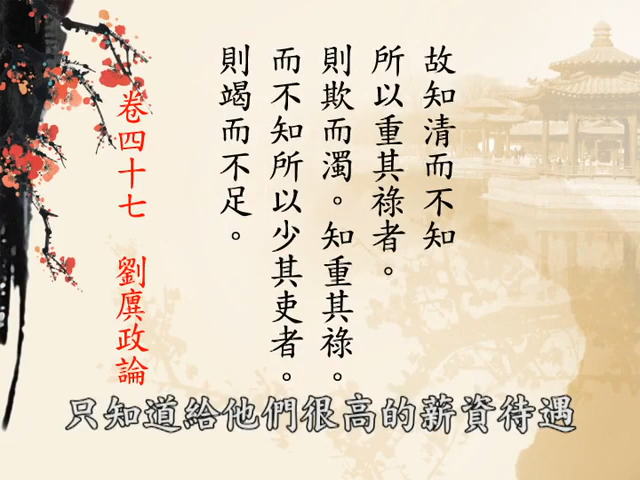 故知清而不知
所以重其祿者。
則欺而濁。知重其祿。
而不知所以少其吏者。
則竭而不足。
卷四十七 劉廙政論
只知道給他們很高的薪資待遇